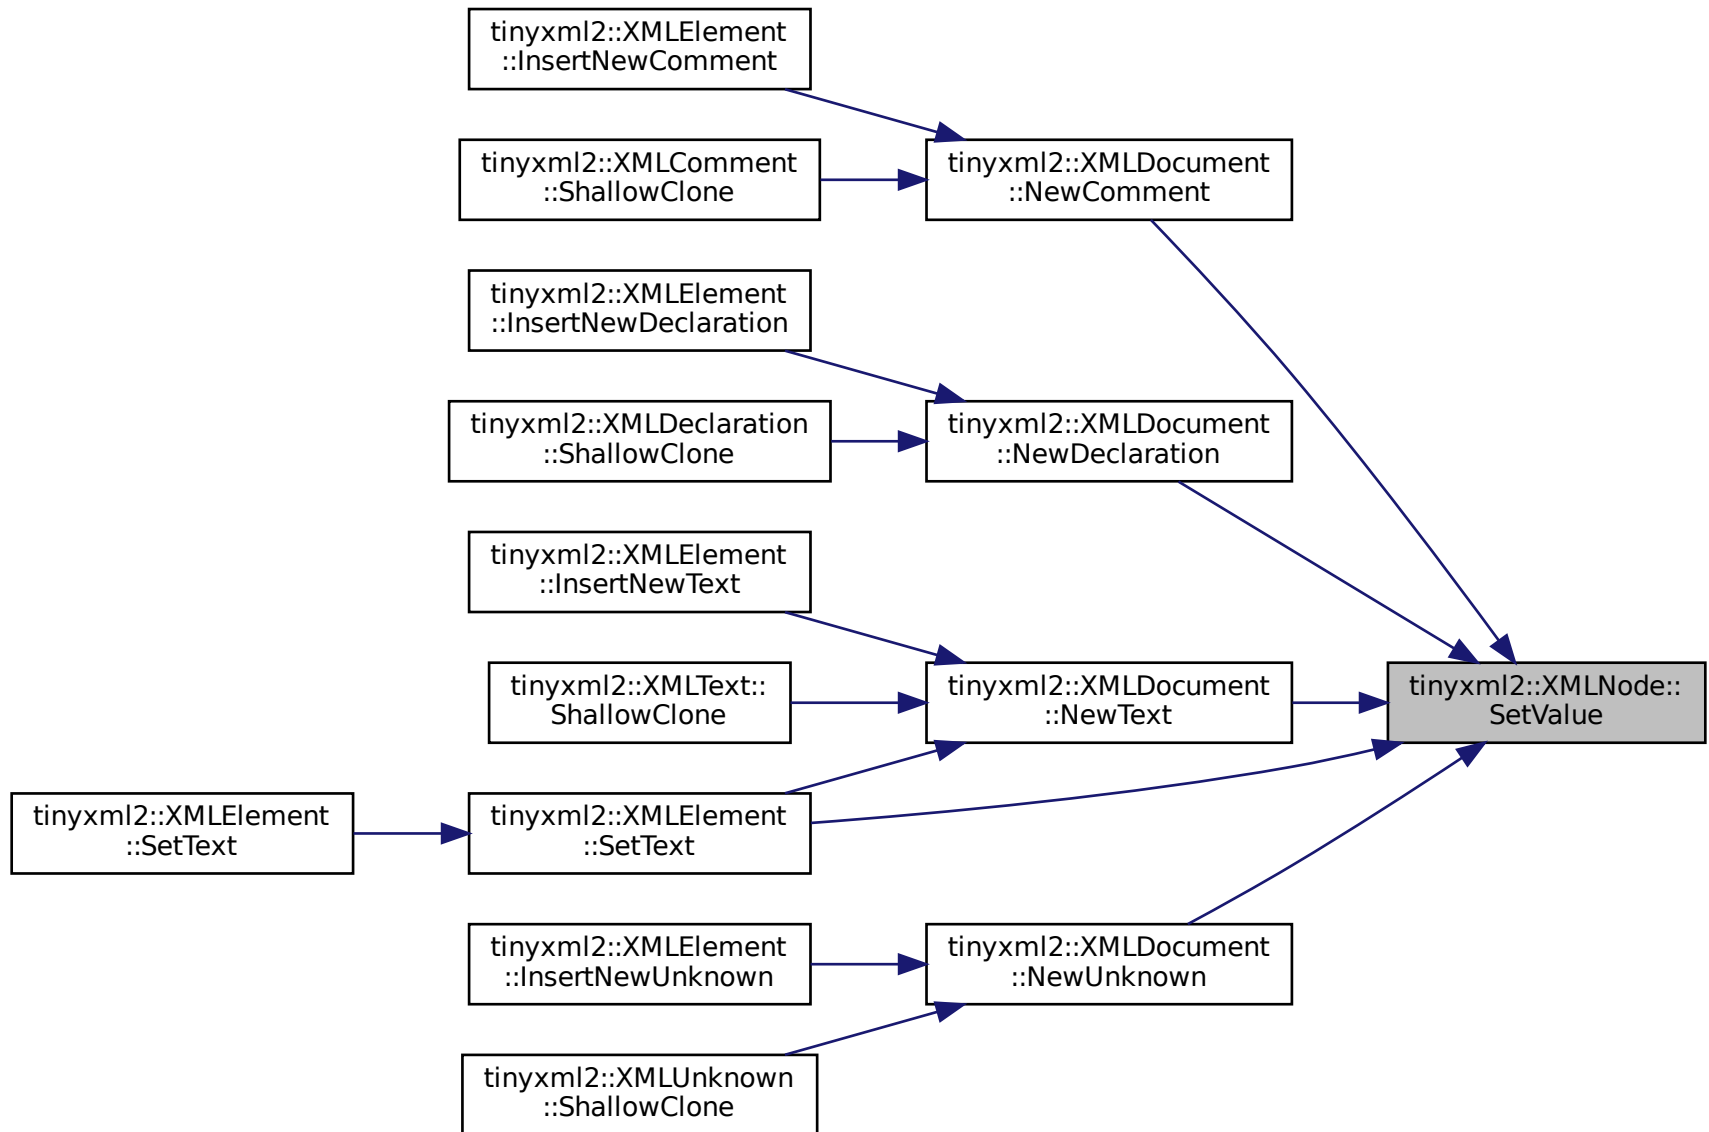 tinyxml2::XMLElement
::InsertNewComment
tinyxml2::XMLComment
::ShallowClone
tinyxml2::XMLDocument
::NewComment
tinyxml2::XMLElement
::InsertNewDeclaration
tinyxml2::XMLDeclaration
::ShallowClone
tinyxml2::XMLDocument
::NewDeclaration
tinyxml2::XMLElement
::InsertNewText
tinyxml2::XMLText::
ShallowClone
tinyxml2::XMLDocument
::NewText
tinyxml2::XMLNode::
SetValue
tinyxml2::XMLElement
::SetText
tinyxml2::XMLElement
::SetText
tinyxml2::XMLElement
::InsertNewUnknown
tinyxml2::XMLDocument
::NewUnknown
tinyxml2::XMLUnknown
::ShallowClone